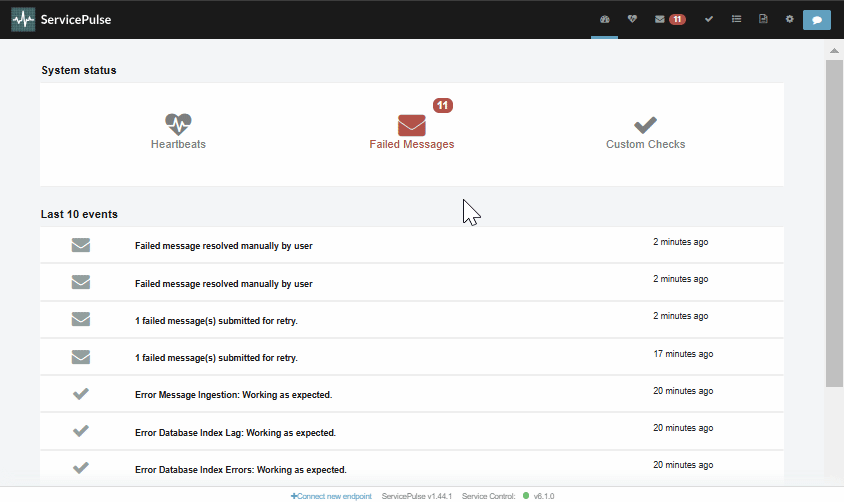 ServicePulse
11
System status
11
Heartbeats
Failed Messages
Custom Checks
Last 10 events
Failed message resolved manually by user
2 minutes ago
Failed message resolved manually by user
2 minutes ago
1 failed message(s) submitted for retry.
2 minutes ago
1 failed message(s) submitted for retry.
17 minutes ago
Error Message Ingestion: Working as expected.
20 minutes ago
Error Database Index Lag: Working as expected.
20 minutes ago
Error Database Index Errors: Working as expected.
20 minutes ago
+Connect new endpoint ServicePulse v1.44.1 Service Control: v6.1.0